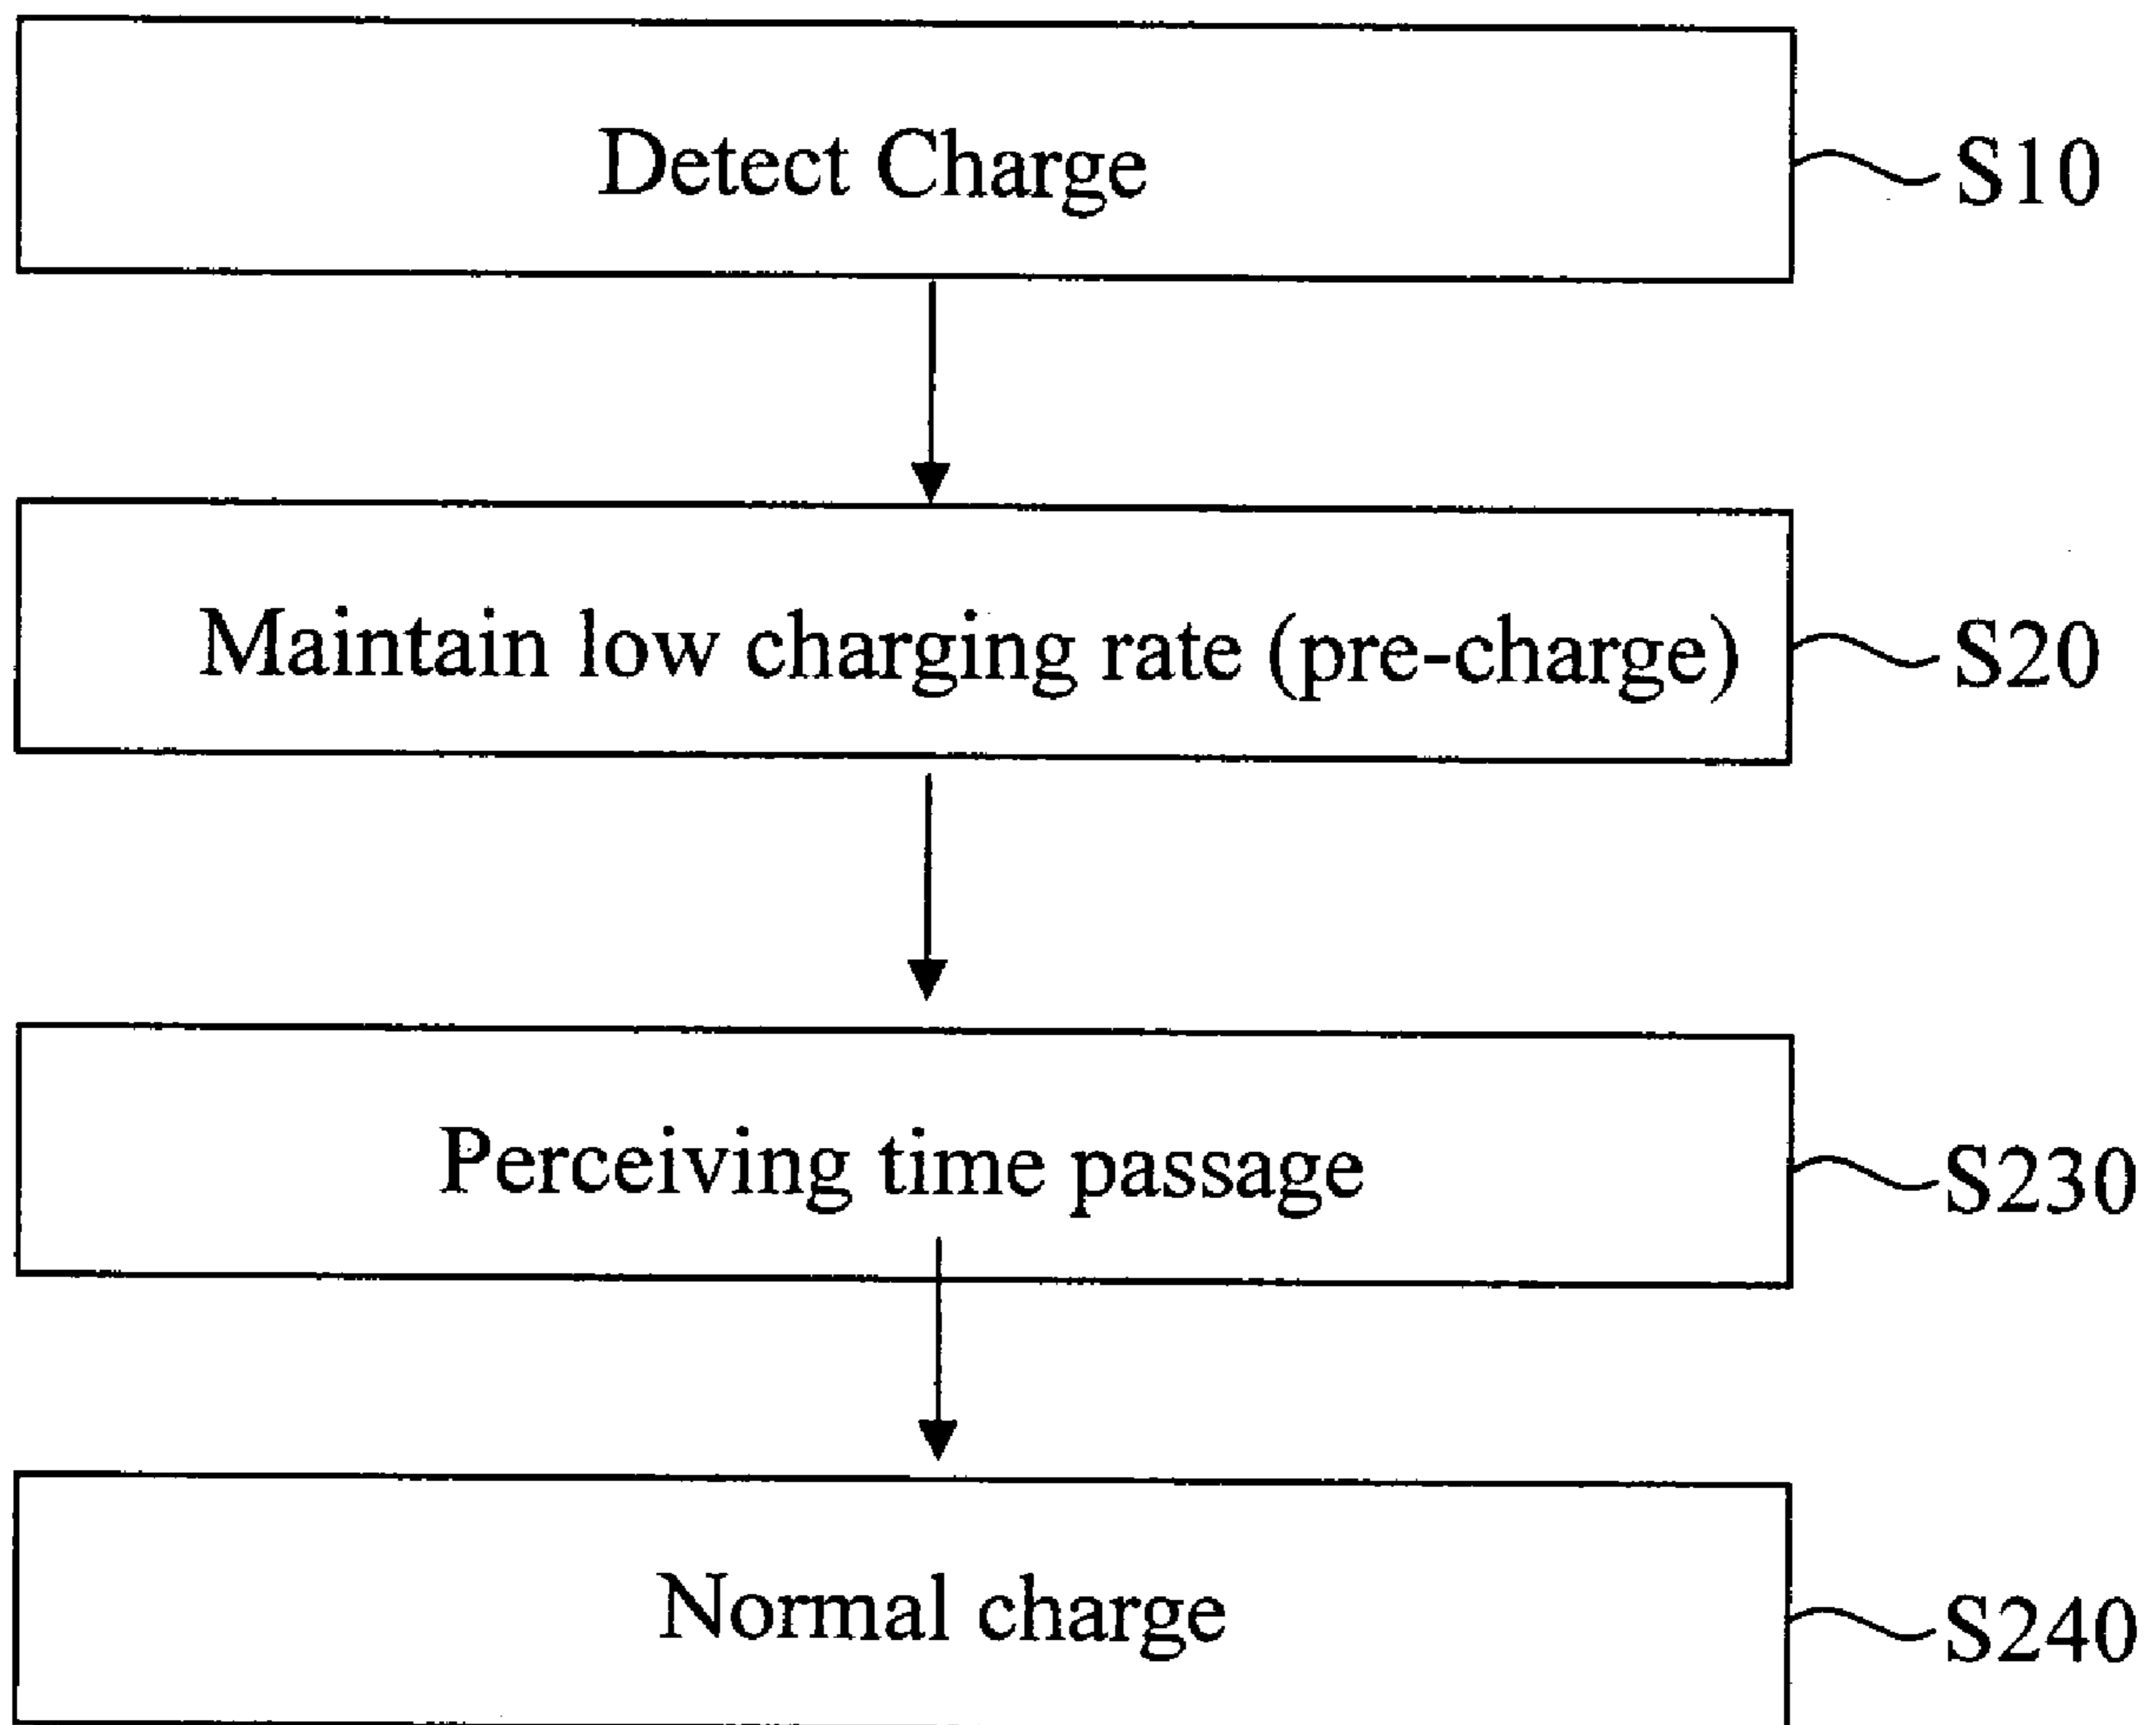 Detect Charge
S10
Maintain low charging rate (pre-charge)
S20
Perceiving time passage
S230
Normal charge
S240